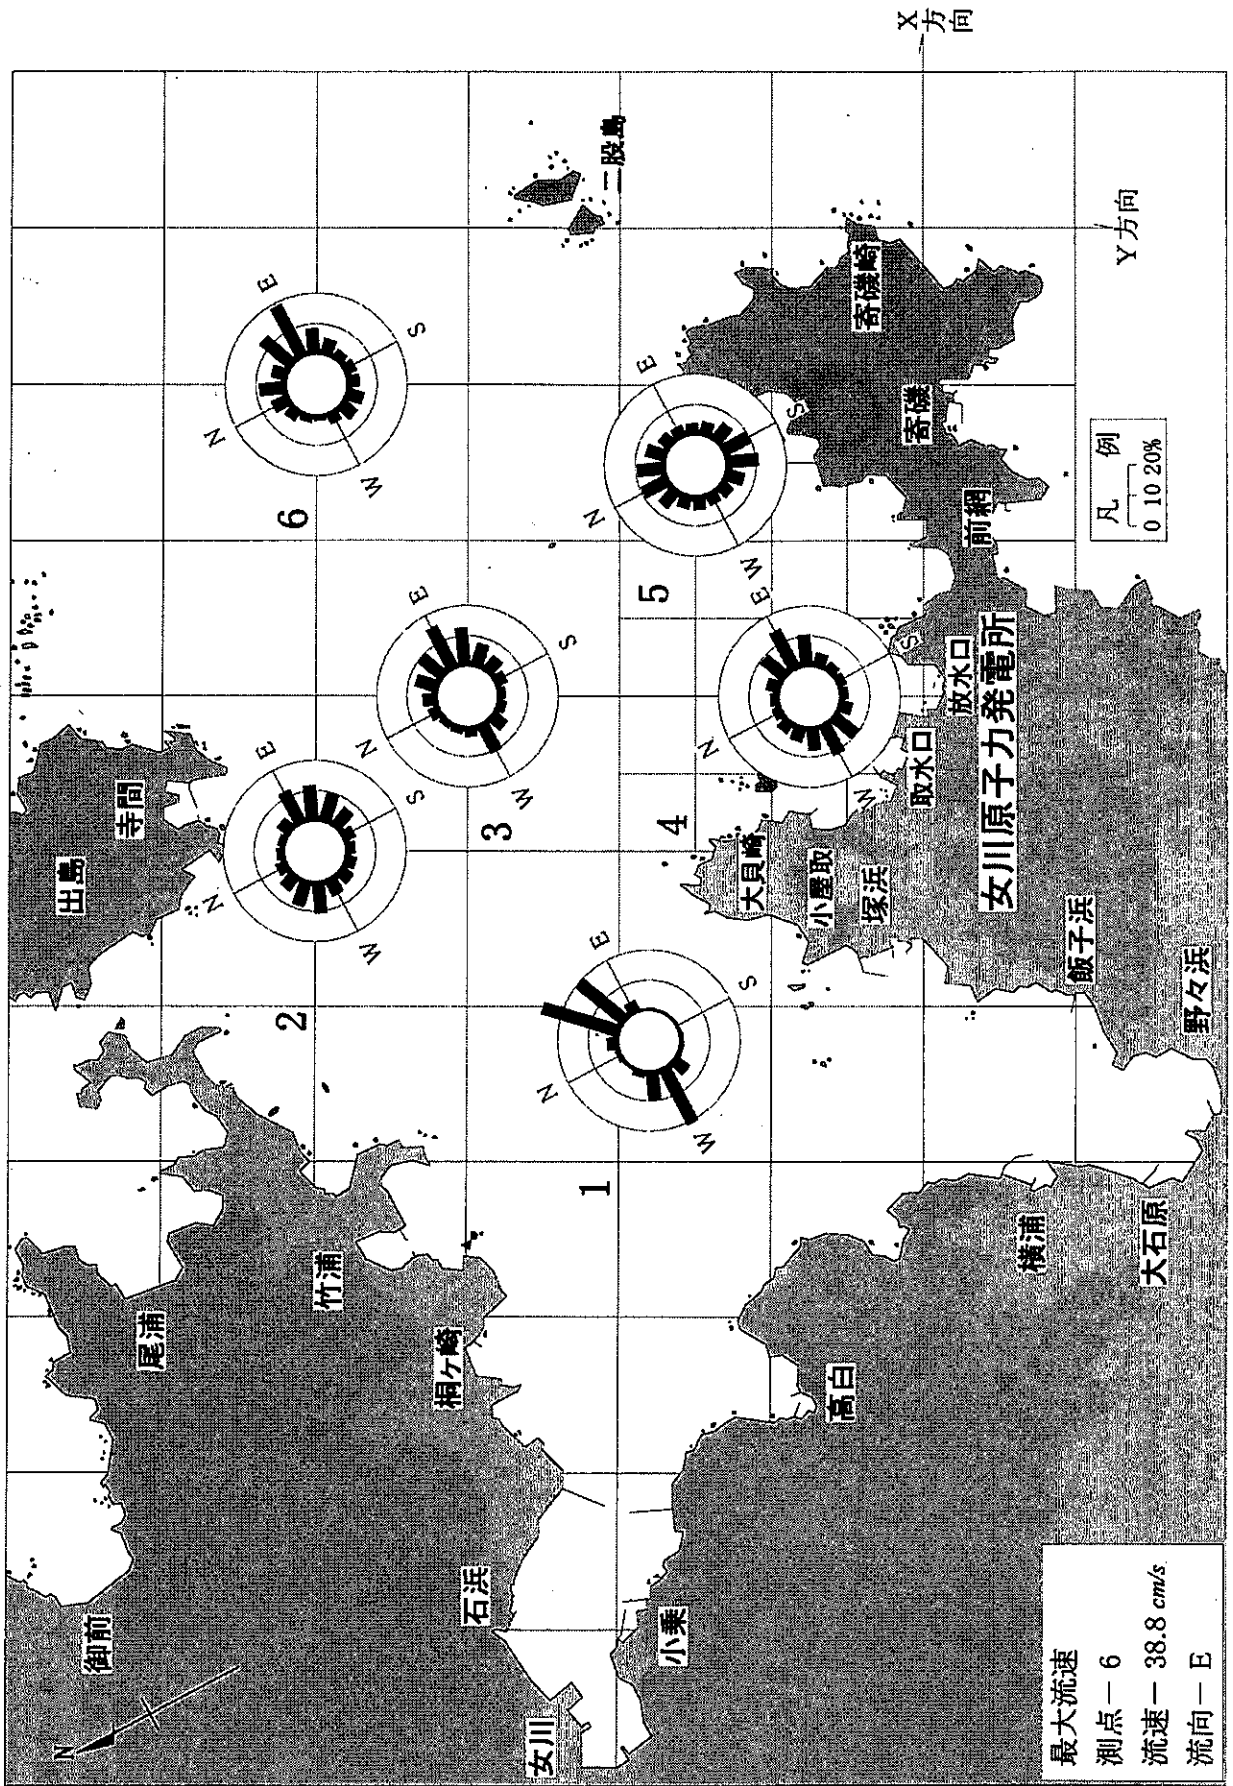 X
方向
Y 方向
二股島
寄磯崎
寄磯
前網
凡 例
0 10 20%
6
N
E
S
W
5
N
E
S
W
3
N
E
S
W
4
N
E
S
W
2
N
E
S
W
1
N
E
S
W
出島
寺間
放水口
取水口
女川原子力発電所
大貝崎
小屋取
塚浜
飯子浜
野々浜
尾浦
竹浦
桐ヶ崎
横浦
大石原
高白
御前
石浜
小乗
女川
N
最大流速
測点ー 6
流速ー 38.8 cm/s
流向ー E